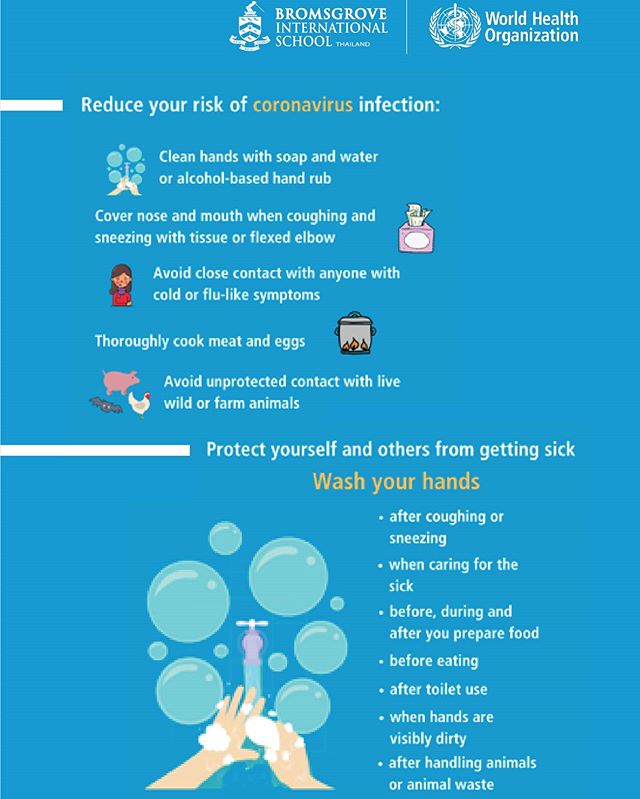 BROMSGROVE
INTERNATIONAL
SCHOOL THAILAND
World Health
Organization
Reduce your risk of coronavirus infection:
Clean hands with soap and water
or alcohol-based hand rub
Cover nose and mouth when coughing and
sneezing with tissue or flexed elbow
Avoid close contact with anyone with
cold or flu-like symptoms
Thoroughly cook meat and eggs
Avoid unprotected contact with live
wild or farm animals
Protect yourself and others from getting sick
Wash your hands
• after coughing or
sneezing
• when caring for the
sick
• before, during and
after you prepare food
• before eating
• after toilet use
• when hands are
visibly dirty
• after handling animals
or animal waste